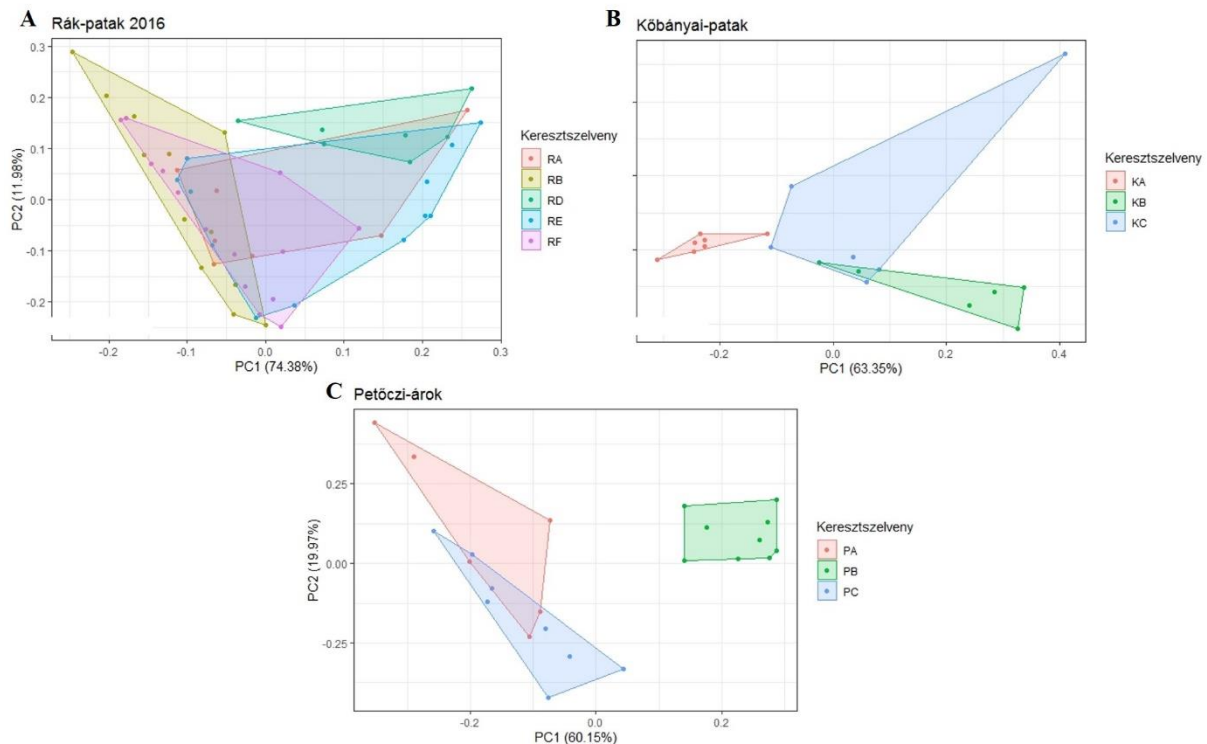 A
Rák-patak 2016
0.3
0.2
0.1
0.0
-0.1
-0.2
PC2 (11.98%)
-0.2
-0.1
0.0
0.1
0.2
0.3
PC1 (74.38%)
Keresztszelveny
RA
RB
RD
RE
RF
B
Kőbányai-patak
-0.2
0.0
0.2
0.4
PC1 (63.35%)
Keresztszelveny
KA
KB
KC
C
Petőczi-árok
0.25
0.00
-0.25
PC2 (19.97%)
-0.2
0.0
0.2
PC1 (60.15%)
Keresztszelveny
PA
PB
PC